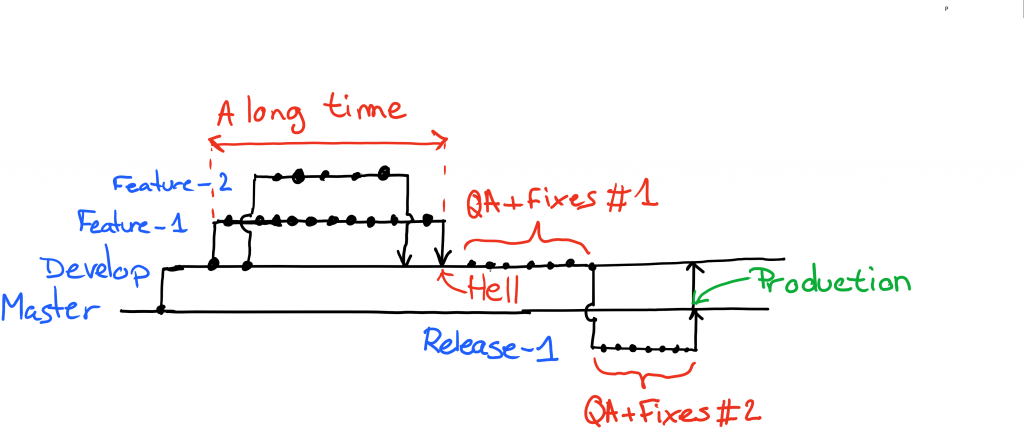 A long time
Feature-2
Feature-1
QA+Fixes #1
Develop
Hell
Production
Master
Release-1
QA+Fixes #2